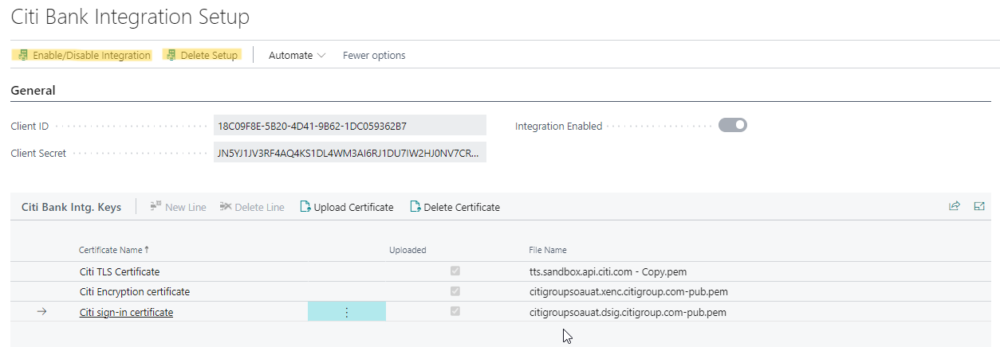 Citi Bank Integration Setup
Enable/Disable Integration Delete Setup Automate Fewer options
General
Client ID 18C09F8E-5B20-4D41-9B62-1DC059362B7 Integration Enabled
Client Secret JN5YJ1JV3RF4AQ4KS1DL4WM3AI6RJ1DU7IW2HJ0NV7CR...
Citi Bank Intg. Keys New Line Delete Line Upload Certificate Delete Certificate
Certificate Name↑ Uploaded File Name
Citi TLS Certificate tts.sandbox.api.citi.com - Copy.pem
Citi Encryption certificate citigroupsoauat.xenc.citigroup.com-pub.pem
Citi sign-in certificate citigroupsoauat.dsig.citigroup.com-pub.pem